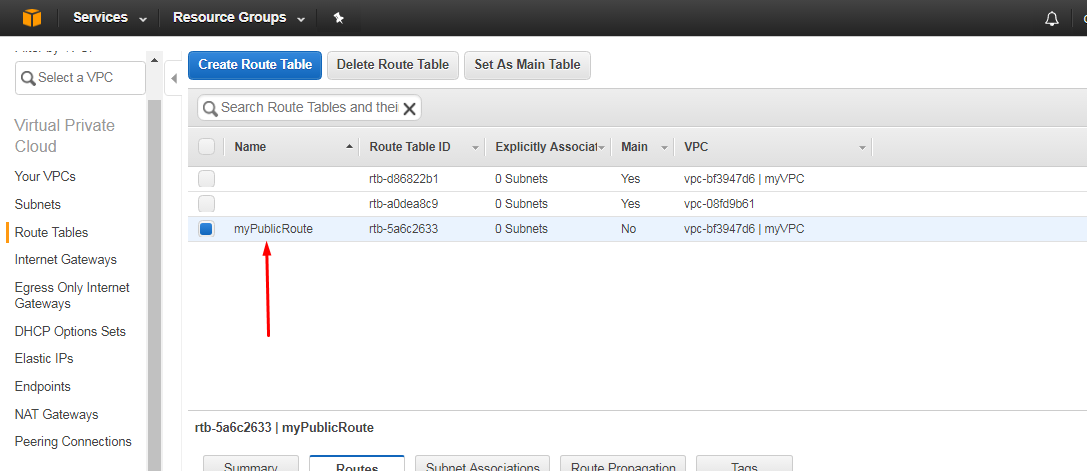 Services
Resource Groups
Select a VPC
Virtual Private
Cloud
Your VPCs
Subnets
Route Tables
Internet Gateways
Egress Only Internet
Gateways
DHCP Options Sets
Elastic IPs
Endpoints
NAT Gateways
Peering Connections
Create Route Table
Delete Route Table
Set As Main Table
Search Route Tables and thei
Name Route Table ID Explicitly Associat Main VPC
rtb-d86822b1 0 Subnets Yes vpc-bf3947d6 | myVPC
rtb-a0dea8c9 0 Subnets Yes vpc-08fd9b61
myPublicRoute rtb-5a6c2633 0 Subnets No vpc-bf3947d6 | myVPC
rtb-5a6c2633 | myPublicRoute
Summary Routes Subnet Associations Route Propagation Tags